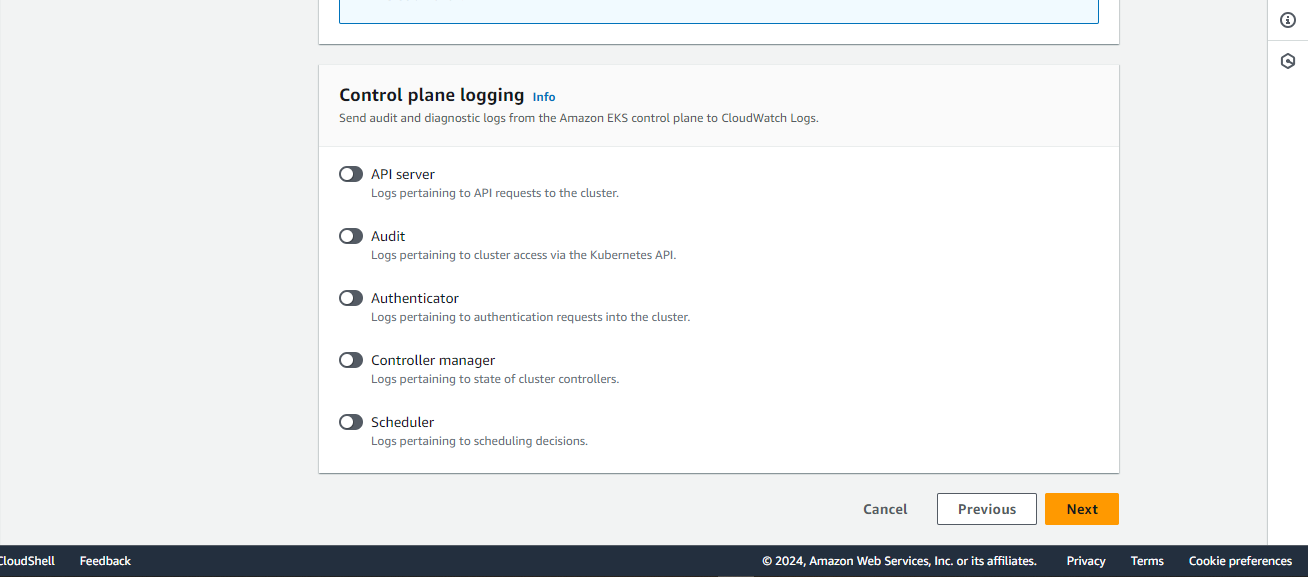 Control plane logging Info
Send audit and diagnostic logs from the Amazon EKS control plane to CloudWatch Logs.
API server
Logs pertaining to API requests to the cluster.
Audit
Logs pertaining to cluster access via the Kubernetes API.
Authenticator
Logs pertaining to authentication requests into the cluster.
Controller manager
Logs pertaining to state of cluster controllers.
Scheduler
Logs pertaining to scheduling decisions.
Cancel Previous Next
CloudShell Feedback © 2024, Amazon Web Services, Inc. or its affiliates. Privacy Terms Cookie preferences